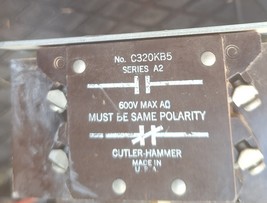 No. C320KB5
SERIES A2
600V MAX AC
MUST BE SAME POLARITY
CUTLER-HAMMER
MADE IN
U.S.A.